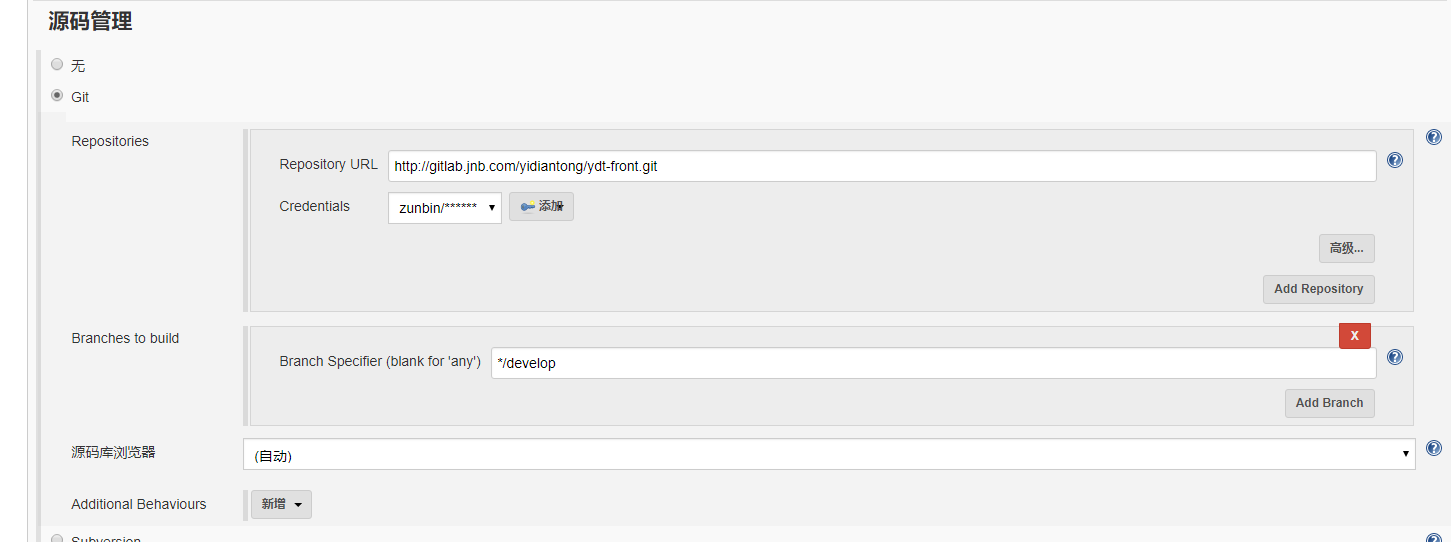 源码管理
无
Git
Repositories
Repository URL http://gitlab.jnb.com/yidiantong/ydt-front.git
Credentials zunbin/****** 添加
高级...
Add Repository
Branches to build X
Branch Specifier (blank for 'any') */develop
Add Branch
源码库浏览器 (自动)
Additional Behaviours 新增
Subversion